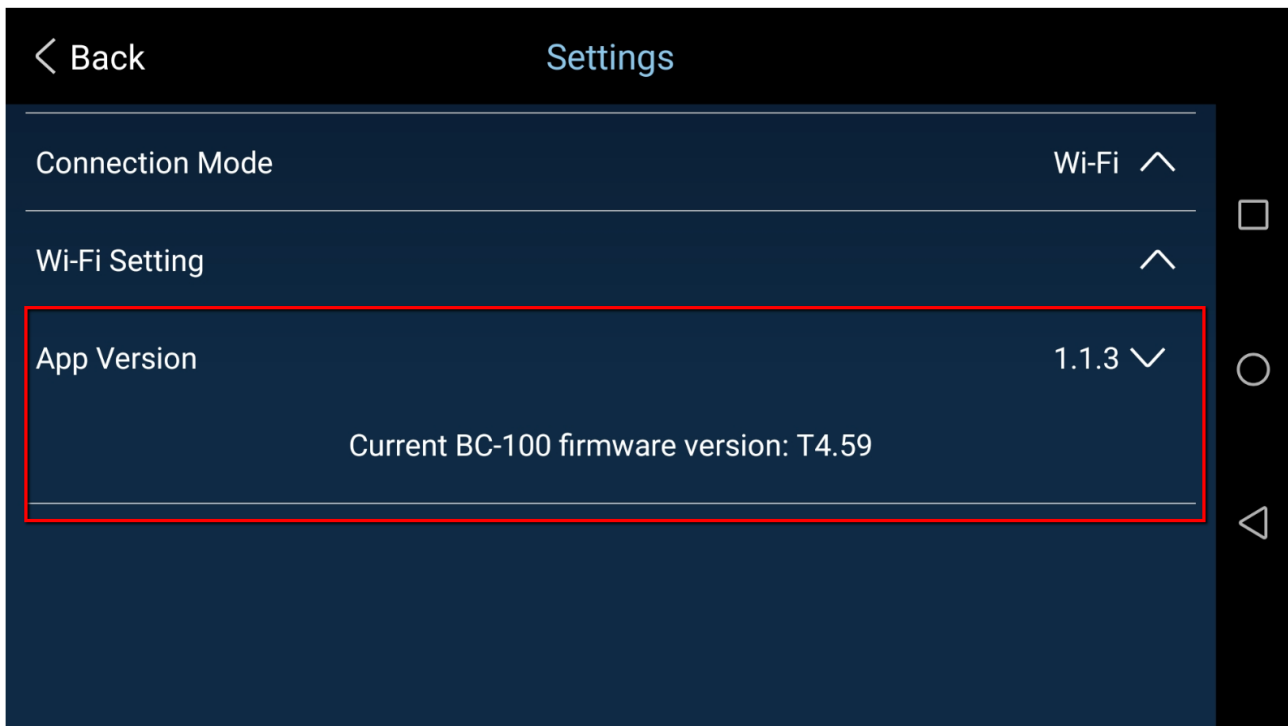 Back
Settings
Connection Mode Wi-Fi
Wi-Fi Setting
App Version 1.1.3
Current BC-100 firmware version: T4.59